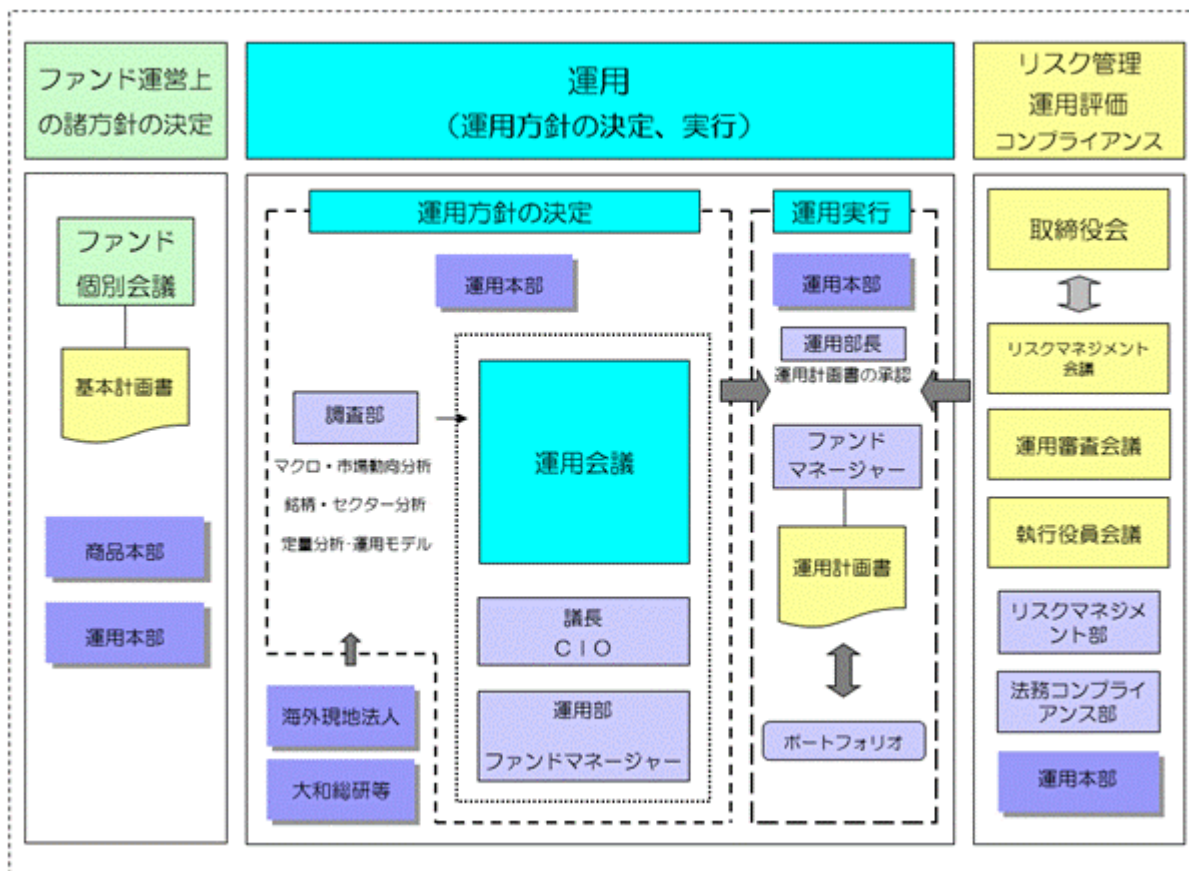 ファンド運営上
の諸方針の決定
運用
（運用方針の決定、実行）
リスク管理
運用評価
コンプライアンス
ファンド
個別会議
基本計画書
商品本部
運用本部
運用方針の決定
運用本部
調査部
マクロ・市場動向分析
銘柄・セクター分析
定量分析･運用モデル
運用会議
議長
ＣＩＯ
運用部
ファンドマネージャー
海外現地法人
大和総研等
運用実行
運用本部
運用部長
運用計画書の承認
ファンド
マネージャー
運用計画書
ポートフォリオ
取締役会
リスクマネジメント
会議
運用審査会議
執行役員会議
リスクマネジメ
ント部
法務コンプライ
アンス部
運用本部